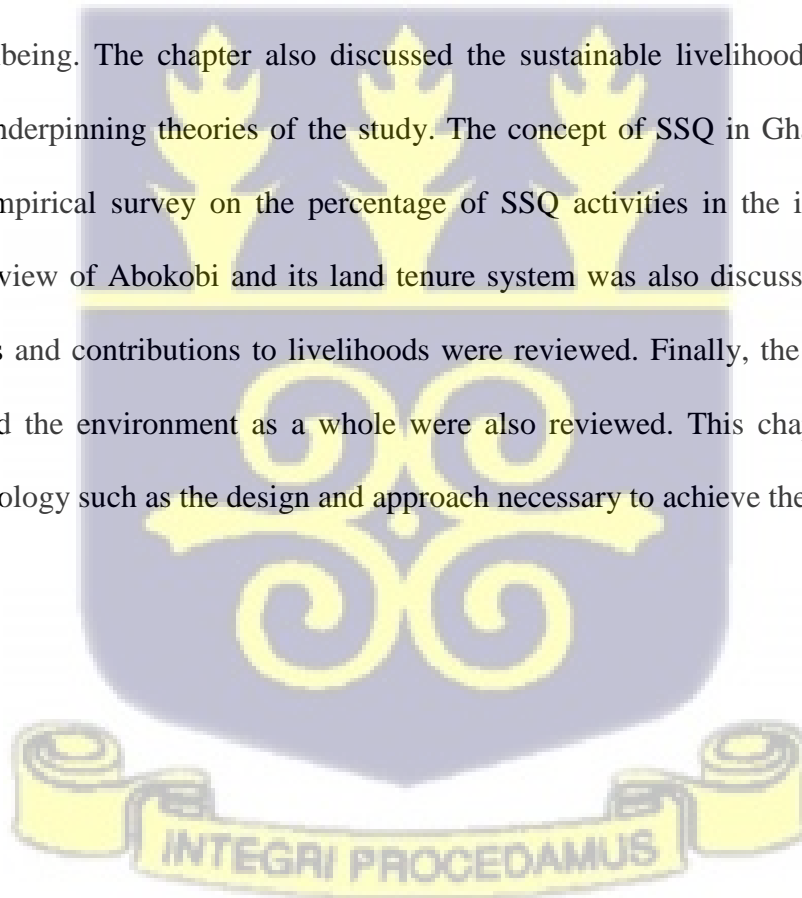 being. The chapter also discussed the sustainable livelihood
nderpinning theories of the study. The concept of SSQ in Gha
mpirical survey on the percentage of SSQ activities in the i
view of Abokobi and its land tenure system was also discuss
s and contributions to livelihoods were reviewed. Finally, the
d the environment as a whole were also reviewed. This cha
ology such as the design and approach necessary to achieve the
INTEGRI PROCEDAMUS